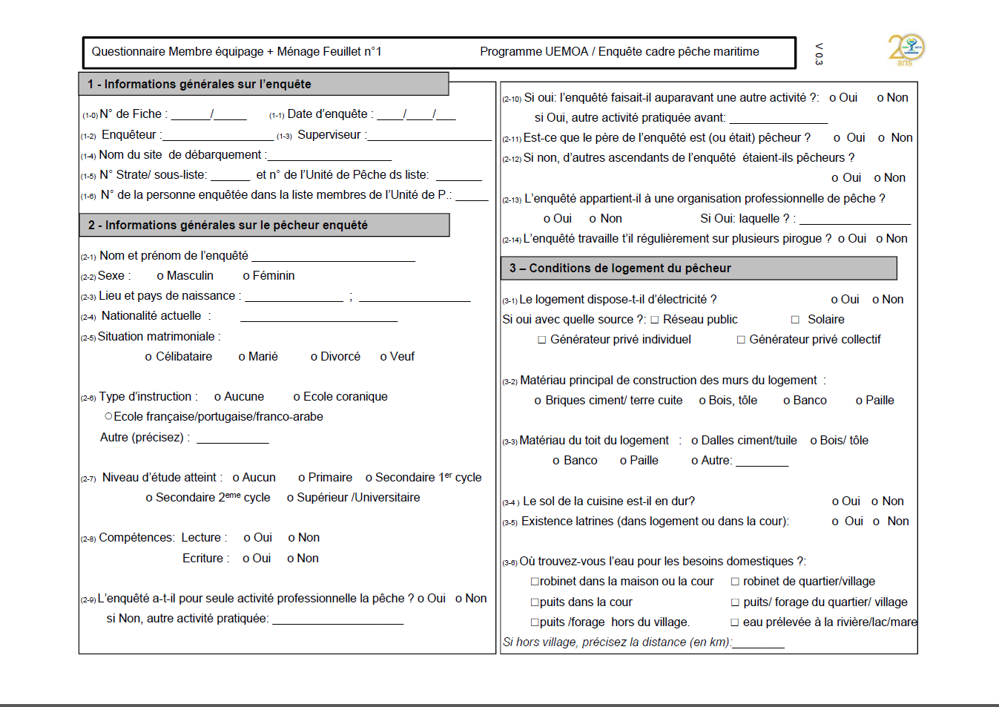 Questionnaire Membre équipage + Ménage Feuillet n°1 Programme UEMOA / Enquête cadre pêche maritime
V 0.3
20
ans
1 - Informations générales sur l'enquête
(1-0) N° de Fiche : ______/_____ (1-1) Date d'enquête : ____/____/___
(1-2) Enquêteur :_________________ (1-3) Superviseur :___________________
(1-4) Nom du site de débarquement :___________________
(1-5) N° Strate/ sous-liste: ______ et n° de l'Unité de Pêche ds liste: _______
(1-6) N° de la personne enquêtée dans la liste membres de l'Unité de P.: _____
2 - Informations générales sur le pêcheur enquêté
(2-1) Nom et prénom de l'enquêté _________________________
(2-2) Sexe : o Masculin o Féminin
(2-3) Lieu et pays de naissance : _______________ ; _________________
(2-4) Nationalité actuelle : ________________________
(2-5) Situation matrimoniale :
o Célibataire o Marié o Divorcé o Veuf
(2-6) Type d'instruction : o Aucune o Ecole coranique
○Ecole française/portugaise/franco-arabe
Autre (précisez) : ___________
(2-7) Niveau d'étude atteint : o Aucun o Primaire o Secondaire 1er cycle
o Secondaire 2eme cycle o Supérieur /Universitaire
(2-8) Compétences: Lecture : o Oui o Non
Ecriture : o Oui o Non
(2-9) L'enquêté a-t-il pour seule activité professionnelle la pêche ? o Oui o Non
si Non, autre activité pratiquée: ____________________
(2-10) Si oui: l'enquêté faisait-il auparavant une autre activité ?: o Oui o Non
si Oui, autre activité pratiquée avant: _______________
(2-11) Est-ce que le père de l'enquêté est (ou était) pêcheur ? o Oui o Non
(2-12) Si non, d'autres ascendants de l'enquêté étaient-ils pêcheurs ?
o Oui o Non
(2-13) L'enquêté appartient-il à une organisation professionnelle de pêche ?
o Oui o Non Si Oui: laquelle ? : _________________
(2-14) L'enquêté travaille t'il régulièrement sur plusieurs pirogue ? o Oui o Non
3 – Conditions de logement du pêcheur
(3-1) Le logement dispose-t-il d'électricité ? o Oui o Non
Si oui avec quelle source ?: □ Réseau public □ Solaire
□ Générateur privé individuel □ Générateur privé collectif
(3-2) Matériau principal de construction des murs du logement :
o Briques ciment/ terre cuite o Bois, tôle o Banco o Paille
(3-3) Matériau du toit du logement : o Dalles ciment/tuile o Bois/ tôle
o Banco o Paille o Autre: ________
(3-4 ) Le sol de la cuisine est-il en dur? o Oui o Non
(3-5) Existence latrines (dans logement ou dans la cour): o Oui o Non
(3-6) Où trouvez-vous l'eau pour les besoins domestiques ?:
□robinet dans la maison ou la cour □ robinet de quartier/village
□puits dans la cour □ puits/ forage du quartier/ village
□puits /forage hors du village. □ eau prélevée à la rivière/lac/mare
Si hors village, précisez la distance (en km):________